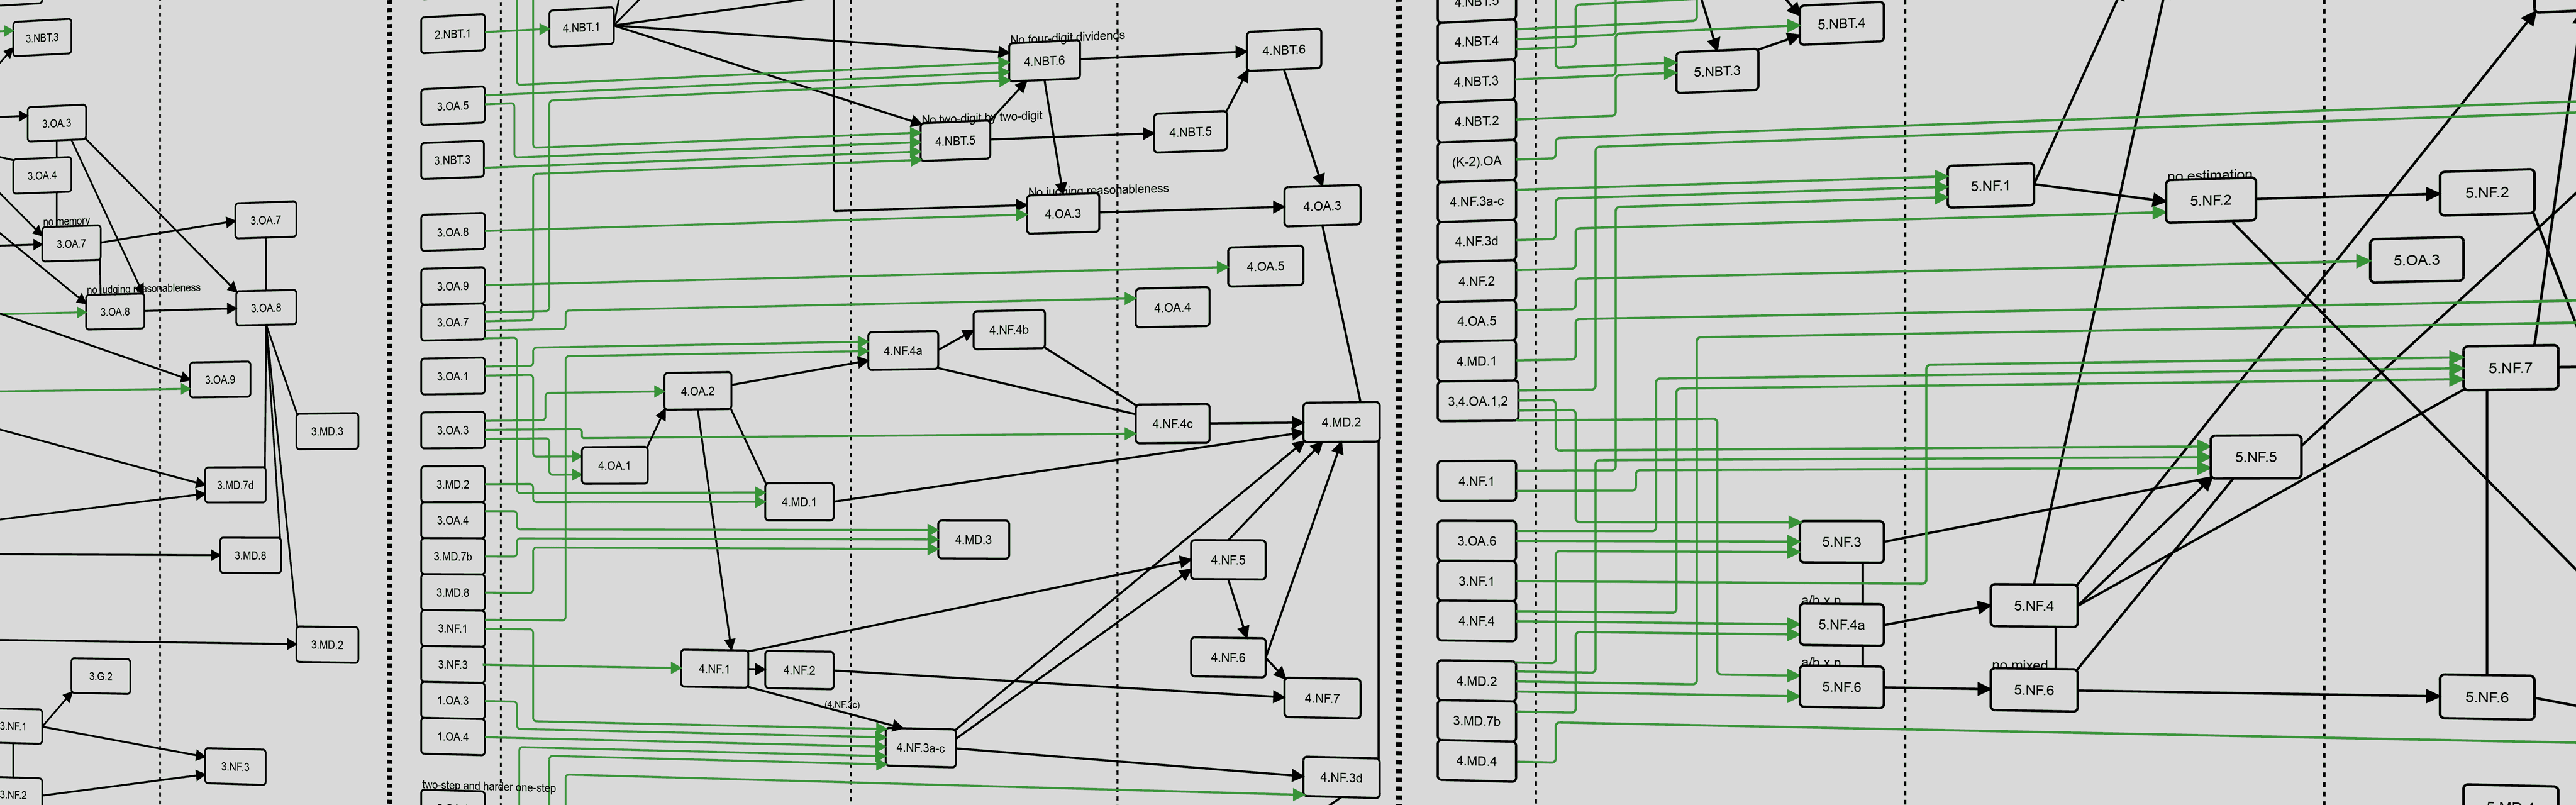 3.NBT.3
3.OA.3
3.OA.4
no memory
3.OA.7
3.OA.7
no judging reasonableness
3.OA.8
3.OA.8
3.OA.9
3.MD.3
3.MD.7d
3.MD.8
3.MD.2
3.G.2
3.NF.1
3.NF.3
3.NF.2
2.NBT.1
3.OA.5
3.NBT.3
3.OA.8
3.OA.9
3.OA.7
3.OA.1
3.OA.3
3.MD.2
3.OA.4
3.MD.7b
3.MD.8
3.NF.1
3.NF.3
1.OA.3
1.OA.4
two-step and harder one-step
4.NBT.1
No four-digit dividends
4.NBT.6
4.NBT.6
No two-digit by two-digit
4.NBT.5
4.NBT.5
No judging reasonableness
4.OA.3
4.OA.3
4.OA.5
4.OA.4
4.NF.4b
4.NF.4a
4.OA.2
4.NF.4c
4.MD.2
4.OA.1
4.MD.1
4.MD.3
4.NF.5
4.NF.6
4.NF.1
4.NF.2
4.NF.7
(4.NF.3c)
4.NF.3a-c
4.NF.3d
4.NBT.5
4.NBT.4
4.NBT.3
4.NBT.2
(K-2).OA
4.NF.3a-c
4.NF.3d
4.NF.2
4.OA.5
4.MD.1
3,4.OA.1,2
4.NF.1
3.OA.6
3.NF.1
4.NF.4
4.MD.2
3.MD.7b
4.MD.4
5.NBT.4
5.NBT.3
5.NF.1
no estimation
5.NF.2
5.NF.2
5.OA.3
5.NF.7
5.NF.5
5.NF.3
a/b x n
5.NF.4a
5.NF.4
a/b x n
5.NF.6
no mixed
5.NF.6
5.NF.6